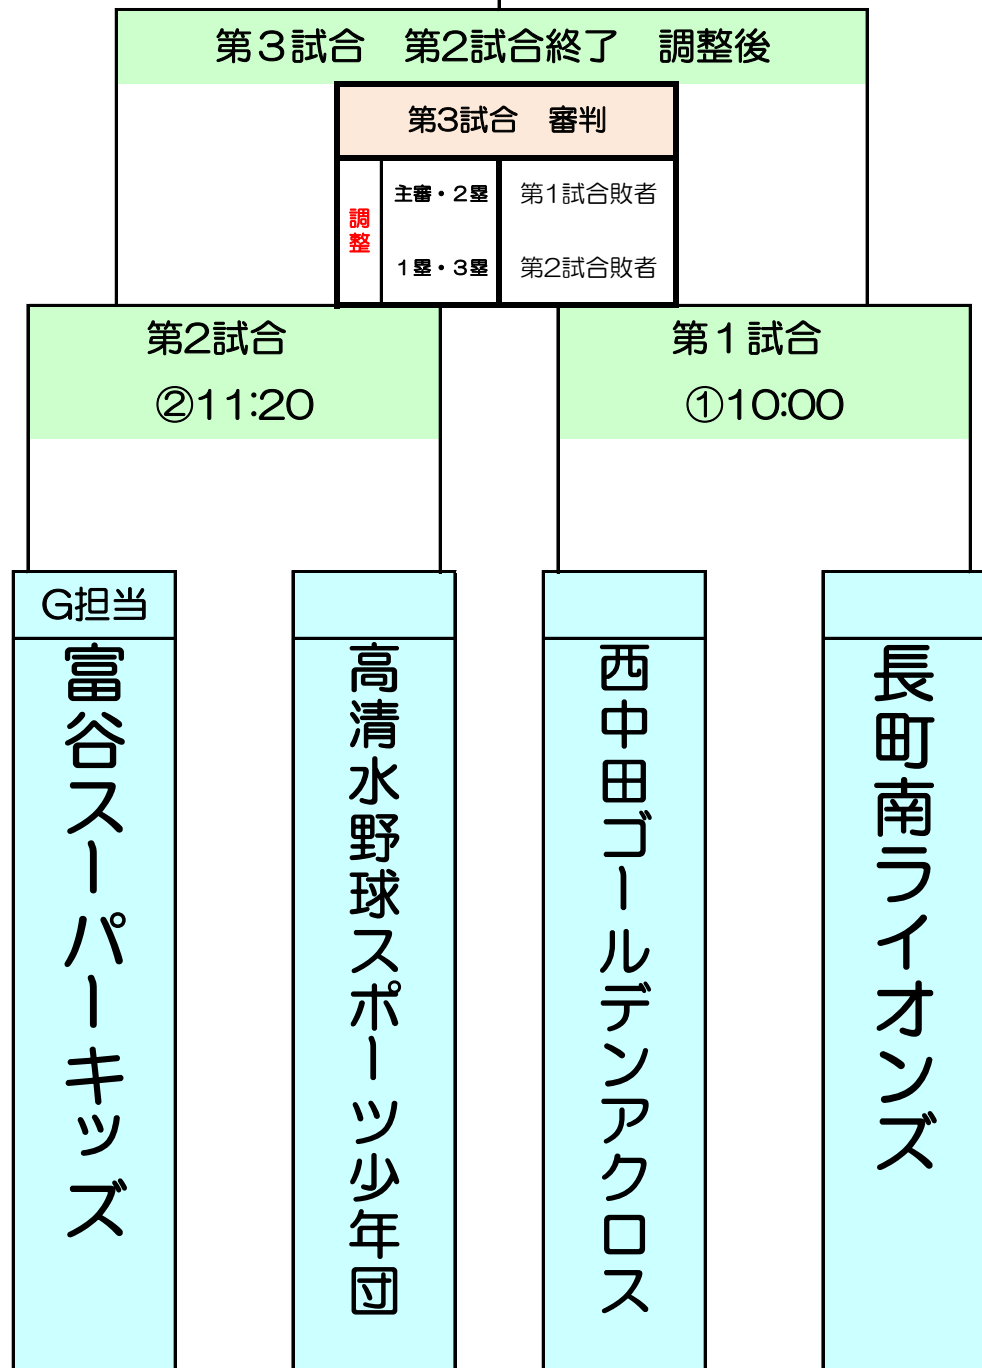 第３試合　第2試合終了　調整後
第3試合　審判
調整
主審・２塁
第1試合敗者
１塁・３塁
第2試合敗者
第2試合
②11:20
第１試合
①10:00
G担当
富谷スーパーキッズ
高清水野球スポーツ少年団
西中田ゴールデンアクロス
長町南ライオンズ